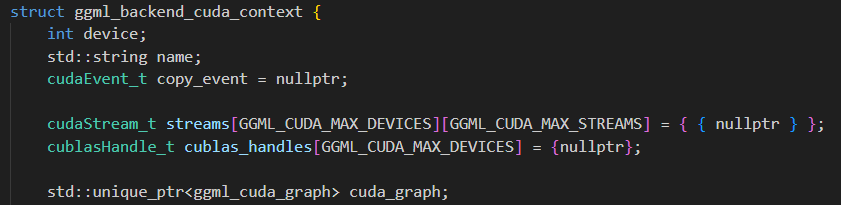 struct ggml_backend_cuda_context {
int device;
std::string name;
cudaEvent_t copy_event = nullptr;
cudaStream_t streams[GGML_CUDA_MAX_DEVICES][GGML_CUDA_MAX_STREAMS] = { { nullptr } };
cublasHandle_t cublas_handles[GGML_CUDA_MAX_DEVICES] = {nullptr};
std::unique_ptr<ggml_cuda_graph> cuda_graph;